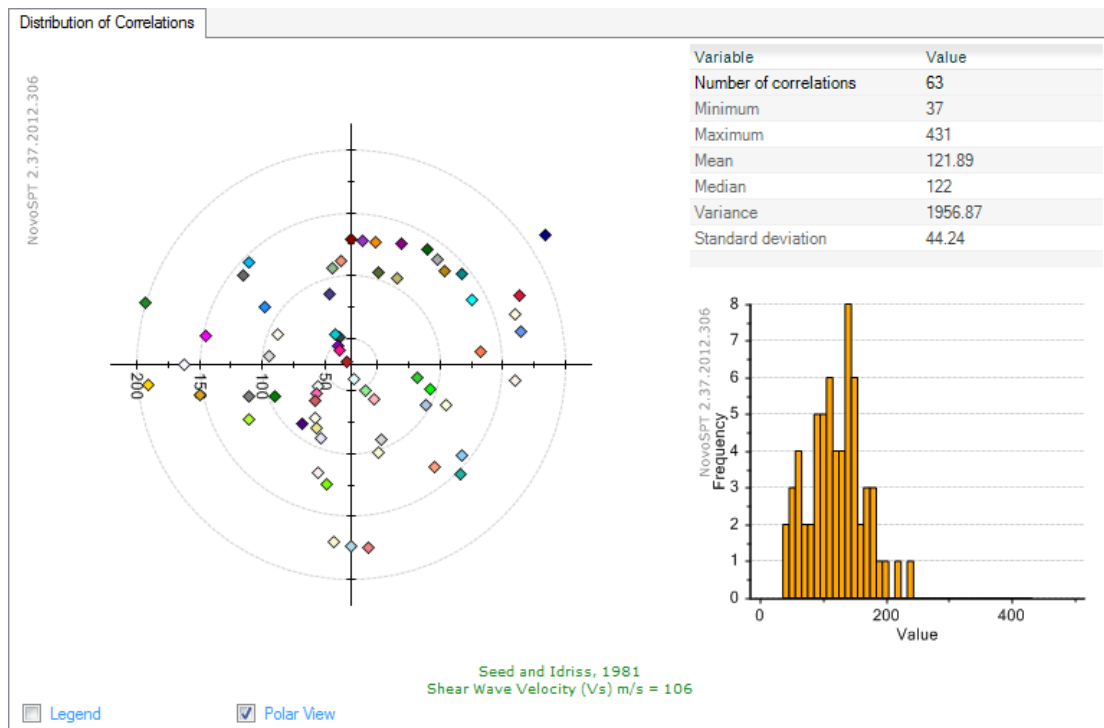 Distribution of Correlations
NovoSPT 2.37.2012.306
200
150
100
50
Variable Value
Number of correlations 63
Minimum 37
Maximum 431
Mean 121.89
Median 122
Variance 1956.87
Standard deviation 44.24
NovoSPT 2.37.2012.306
Frequency
8
7
6
5
4
3
2
1
0
0 200 400
Value
Seed and Idriss, 1981
Shear Wave Velocity (Vs) m/s = 106
Legend Polar View